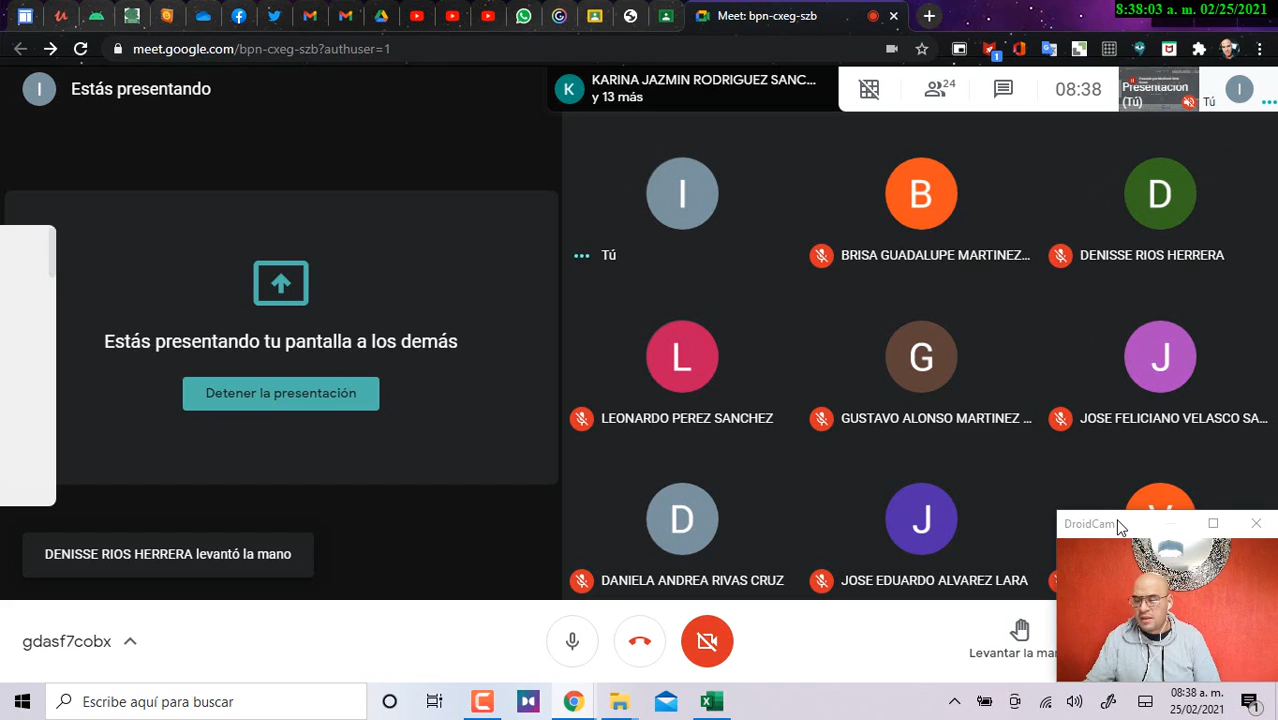 Meet: bpn-cxeg-szb
8:38:03 a. m. 02/25/2021
meet.google.com/bpn-cxeg-szb?authuser=1
1
I
Estás presentando
K
KARINA JAZMIN RODRIGUEZ SANC...
y 13 más
24
08:38
Presentación
(Tú)
Tú
I
I
B
D
Tú
BRISA GUADALUPE MARTINEZ...
DENISSE RIOS HERRERA
Estás presentando tu pantalla a los demás
Detener la presentación
L
G
J
LEONARDO PEREZ SANCHEZ
GUSTAVO ALONSO MARTINEZ ...
JOSE FELICIANO VELASCO SA...
D
J
DANIELA ANDREA RIVAS CRUZ
JOSE EDUARDO ALVAREZ LARA
DroidCam
DENISSE RIOS HERRERA levantó la mano
gdasf7cobx
Levantar la ma
Escribe aquí para buscar
08:38 a. m.
25/02/2021
1